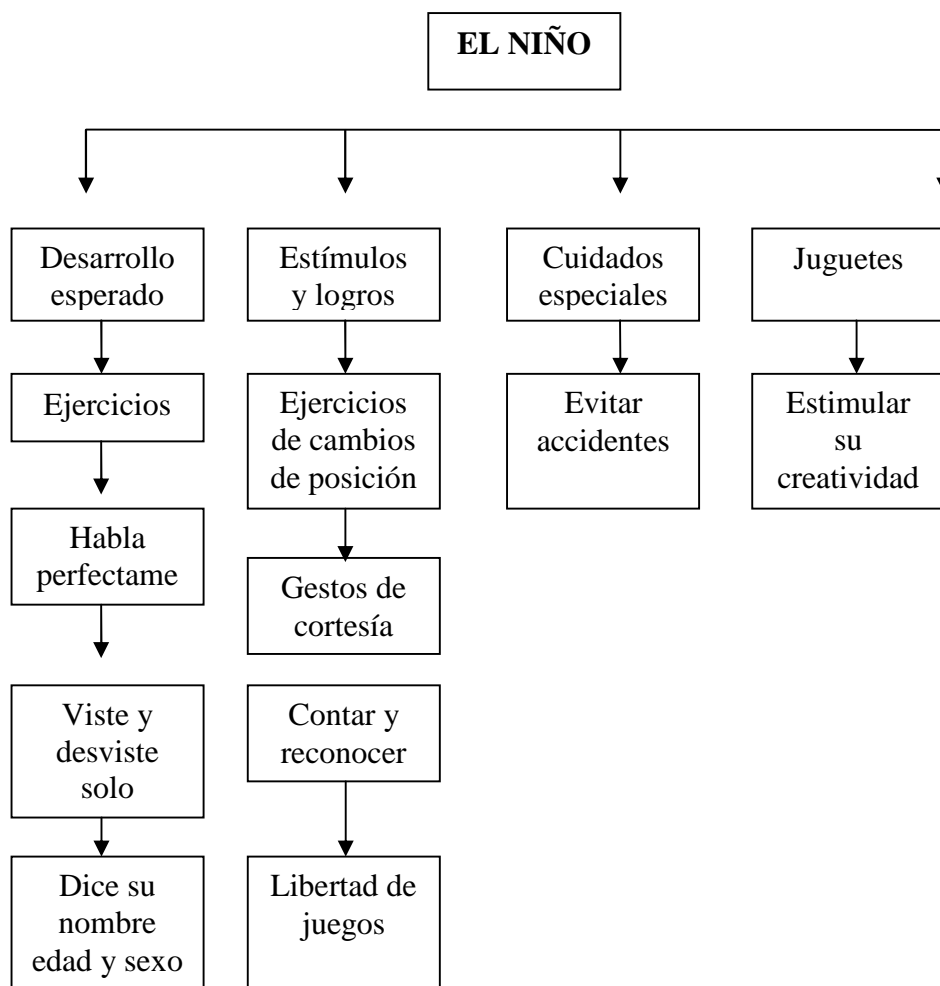 EL NIÑO
Desarrollo
esperado
Estímulos
y logros
Cuidados
especiales
Juguetes
Ejercicios
Ejercicios
de cambios
de posición
Evitar
accidentes
Estimular
su
creatividad
Habla
perfectame
Gestos de
cortesía
Viste y
desviste
solo
Contar y
reconocer
Dice su
nombre
edad y sexo
Libertad de
juegos